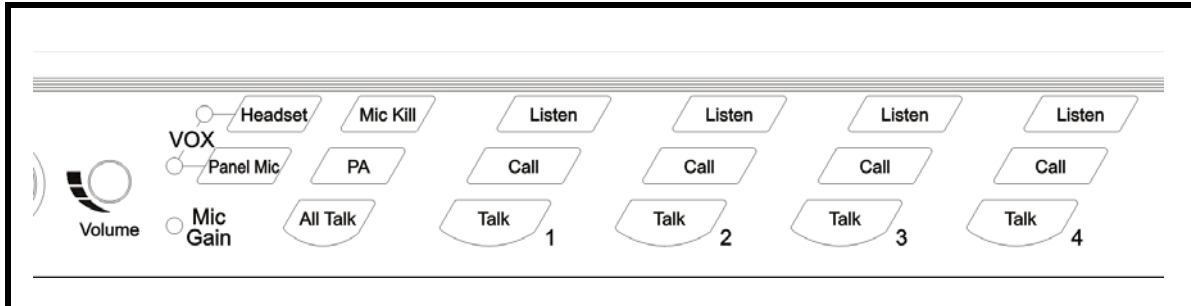 Headset Mic Kill Listen Listen Listen Listen
VOX
Panel Mic PA Call Call Call Call
Volume Mic Gain All Talk Talk 1 Talk 2 Talk 3 Talk 4